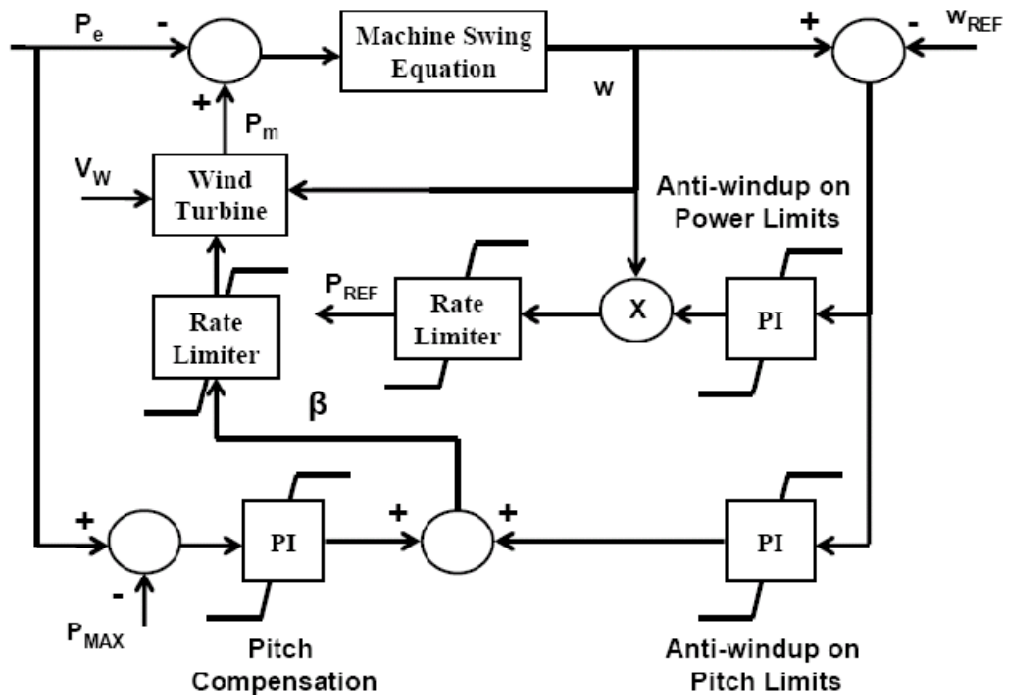 Pe
-
Machine Swing
Equation
+
-
wREF
w
+
Pm
VW
Wind
Turbine
Anti-windup on
Power Limits
PREF
Rate
Limiter
X
PI
Rate
Limiter
β
+
PI
+
+
PI
-
PMAX
Pitch
Compensation
Anti-windup on
Pitch Limits